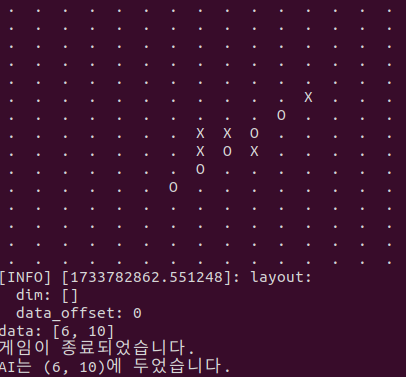 . . . . . . . . . . . . . . .
. . . . . . . . . . . . . . .
. . . . . . . . . . . . . . .
. . . . . . . . . . . . . . .
. . . . . . . . . . . . . . .
. . . . . . . . . . . X . . .
. . . . . . . . . . O . . . .
. . . . . . . X X O . . . . .
. . . . . . . X O X . . . . .
. . . . . . . O . . . . . . .
. . . . . . O . . . . . . . .
. . . . . . . . . . . . . . .
. . . . . . . . . . . . . . .
. . . . . . . . . . . . . . .
. . . . . . . . . . . . . . .
[INFO] [1733782862.551248]: layout:
  dim: []
  data_offset: 0
data: [6, 10]
게임이 종료되었습니다.
AI는 (6, 10)에 두었습니다.